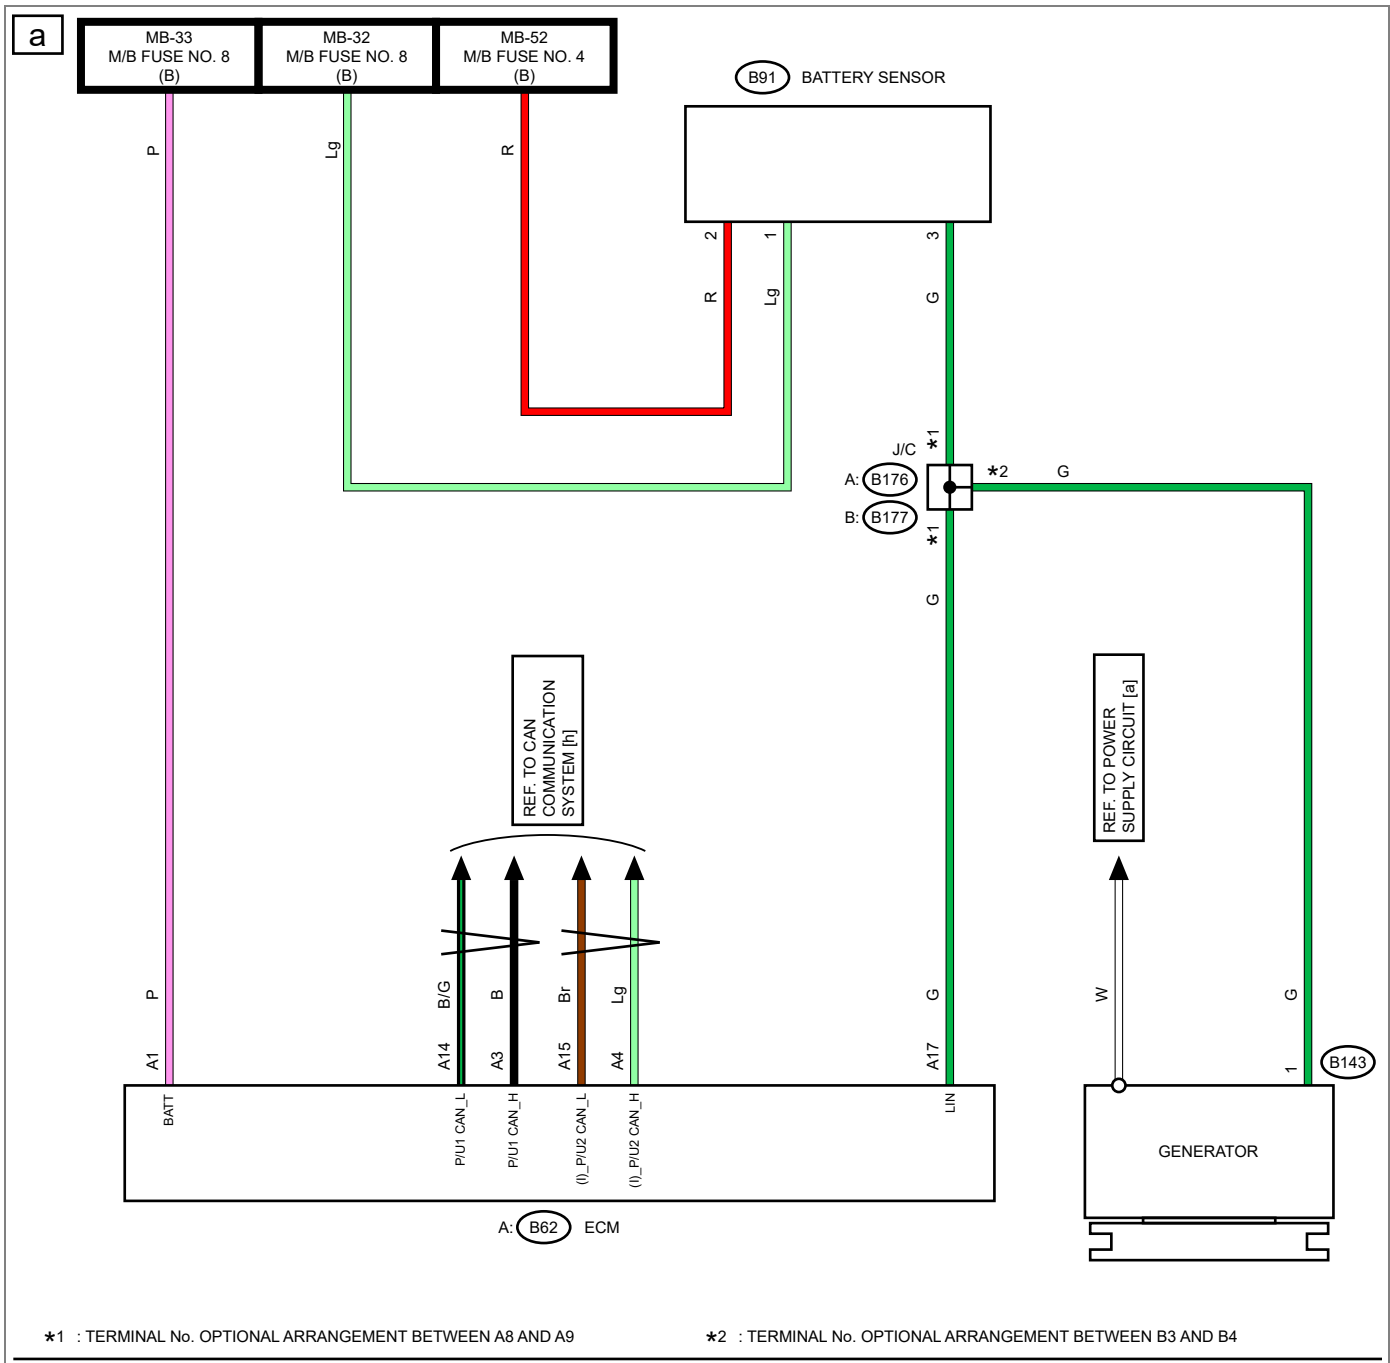 a
MB-33
M/B FUSE NO. 8
(B)
MB-32
M/B FUSE NO. 8
(B)
MB-52
M/B FUSE NO. 4
(B)
B91 BATTERY SENSOR
P
Lg
R
2
1
3
R
Lg
G
*1
J/C
A: B176
B: B177
*2
G
*1
G
REF. TO CAN
COMMUNICATION
SYSTEM [h]
REF. TO POWER
SUPPLY CIRCUIT [a]
P
B/G
B
Br
Lg
G
W
G
A1
A14
A3
A15
A4
A17
1
B143
BATT
P/U1 CAN_L
P/U1 CAN_H
(I)_P/U2 CAN_L
(I)_P/U2 CAN_H
LIN
GENERATOR
A: B62 ECM
*1 : TERMINAL No. OPTIONAL ARRANGEMENT BETWEEN A8 AND A9
*2 : TERMINAL No. OPTIONAL ARRANGEMENT BETWEEN B3 AND B4